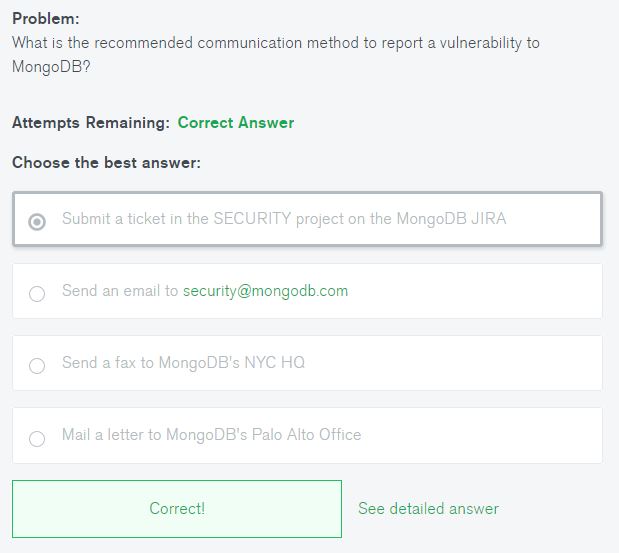 Problem:
What is the recommended communication method to report a vulnerability to
MongoDB?
Attempts Remaining: Correct Answer
Choose the best answer:
Submit a ticket in the SECURITY project on the MongoDB JIRA
Send an email to security@mongodb.com
Send a fax to MongoDB's NYC HQ
Mail a letter to MongoDB's Palo Alto Office
Correct! See detailed answer